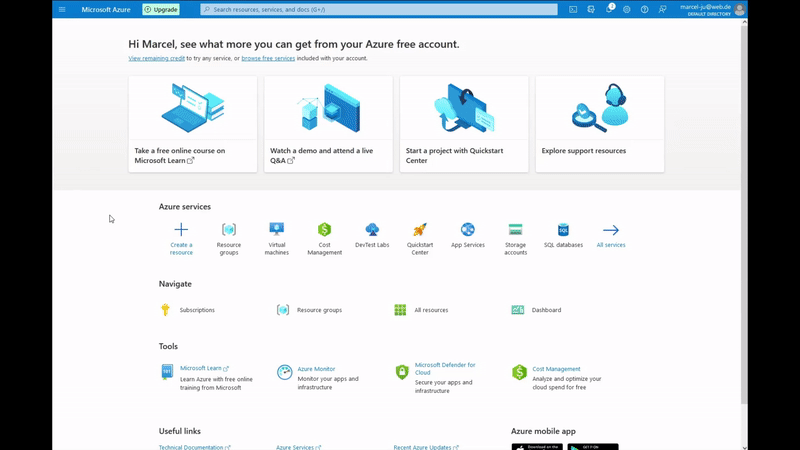 Microsoft Azure
Upgrade
Search resources, services, and docs (G+/)
marcel-ju@web.de
DEFAULT DIRECTORY
Hi Marcel, see what more you can get from your Azure free account.
View remaining credit to try any service, or browse free services included with your account.
Take a free online course on
Microsoft Learn
Watch a demo and attend a live
Q&A
Start a project with Quickstart
Center
Explore support resources
Azure services
Create a
resource
Resource
groups
Virtual
machines
Cost
Management
DevTest Labs
Quickstart
Center
App Services
Storage
accounts
SQL databases
All services
Navigate
Subscriptions
Resource groups
All resources
Dashboard
Tools
Microsoft Learn
Learn Azure with free online
training from Microsoft
Azure Monitor
Monitor your apps and
infrastructure
Microsoft Defender for
Cloud
Secure your apps and
infrastructure
Cost Management
Analyze and optimize your
cloud spend for free
Useful links
Technical Documentation
Azure Services
Recent Azure Updates
Azure mobile app
Download on the
GET IT ON